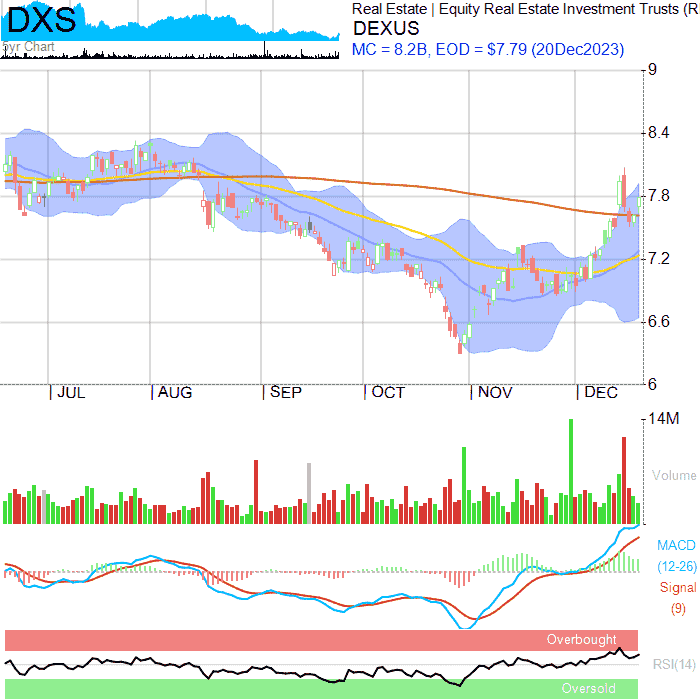 DXS
5yr Chart
Real Estate | Equity Real Estate Investment Trusts (R
DEXUS
MC = 8.2B, EOD = $7.79 (20Dec2023)
9
8.4
7.8
7.2
6.6
6
JUL AUG SEP OCT NOV DEC
14M
Volume
MACD
(12-26)
Signal
(9)
Overbought
RSI(14)
Oversold